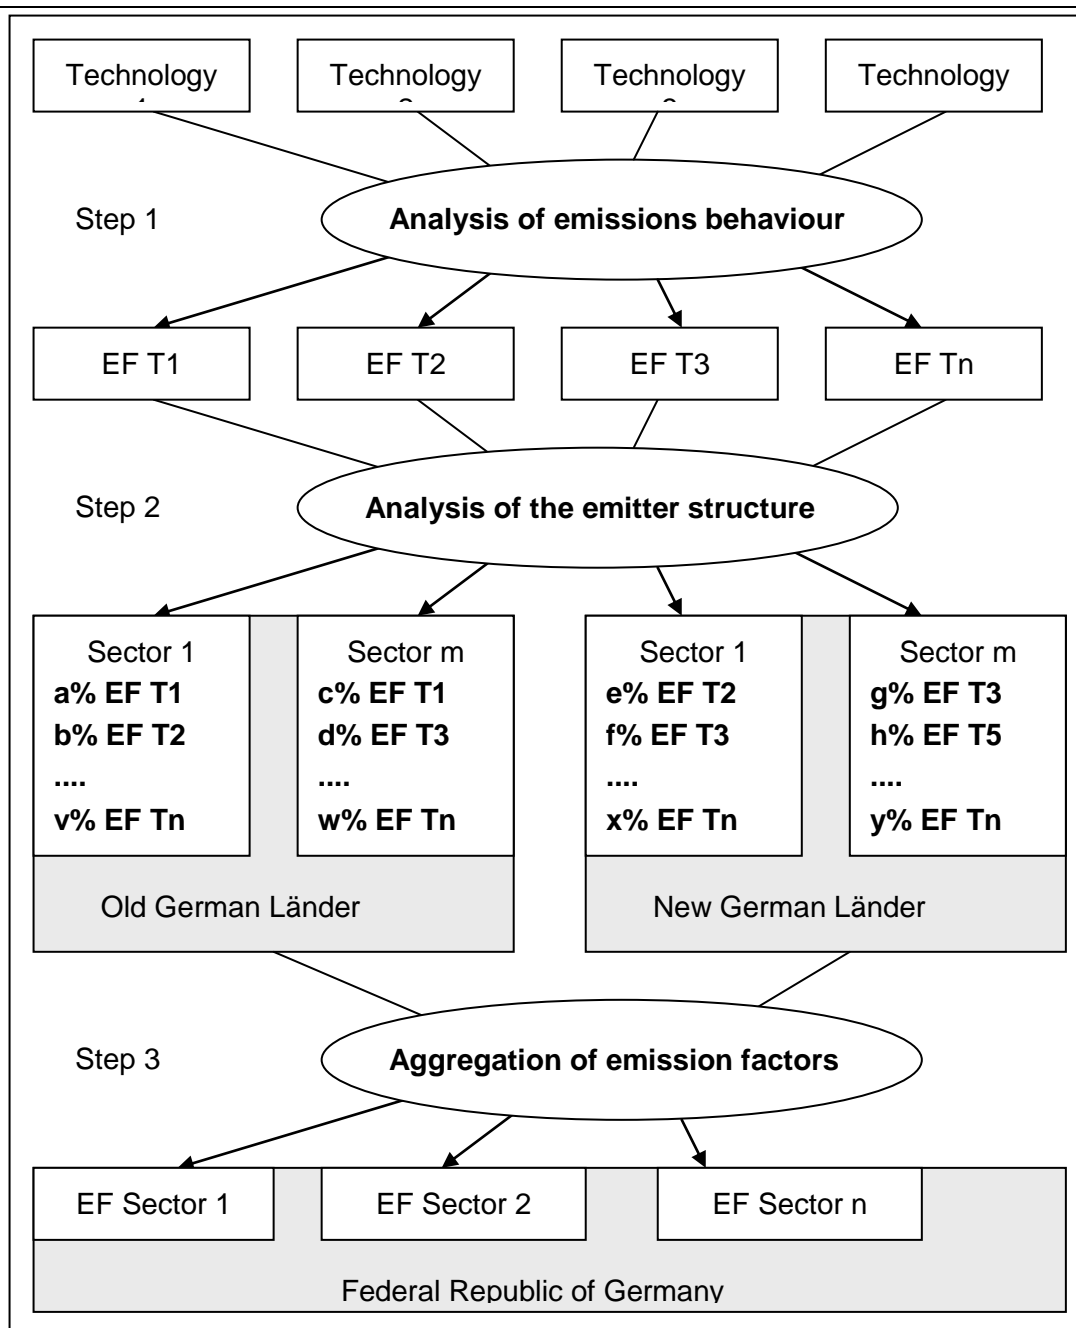 Technology Technology Technology Technology
Step 1
Analysis of emissions behaviour
EF T1 EF T2 EF T3 EF Tn
Step 2
Analysis of the emitter structure
Sector 1
a% EF T1
b% EF T2
....
v% EF Tn
Sector m
c% EF T1
d% EF T3
....
w% EF Tn
Old German Länder
Sector 1
e% EF T2
f% EF T3
....
x% EF Tn
Sector m
g% EF T3
h% EF T5
....
y% EF Tn
New German Länder
Step 3
Aggregation of emission factors
EF Sector 1 EF Sector 2 EF Sector n
Federal Republic of Germany